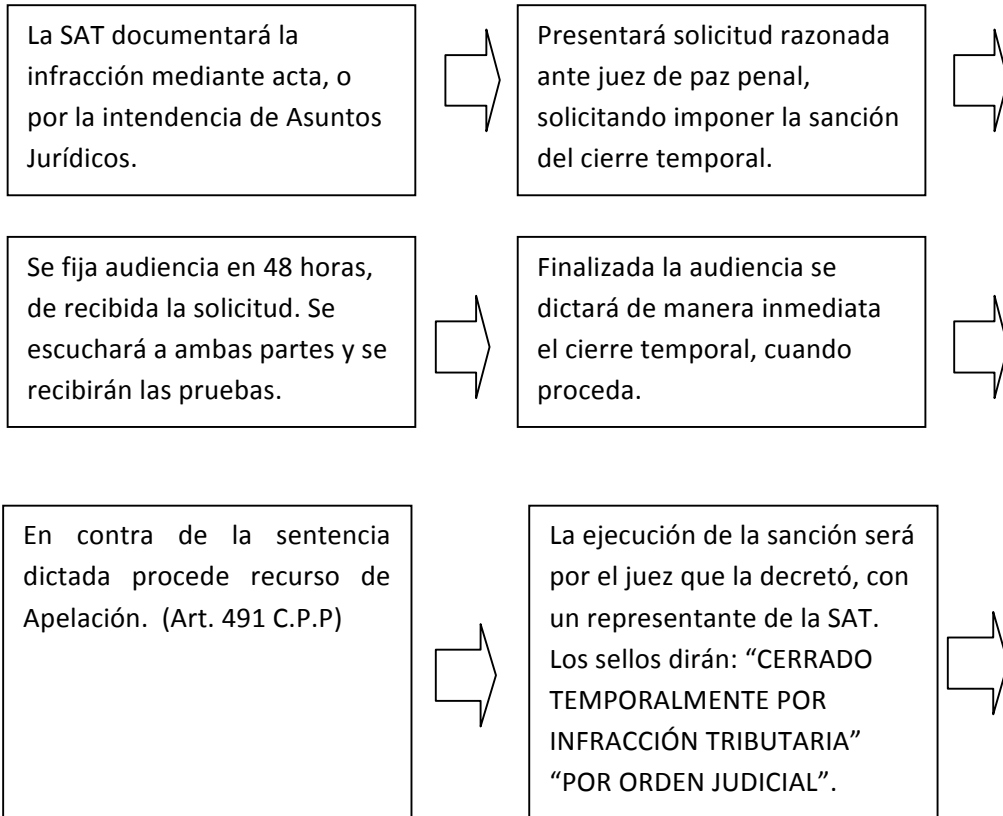 La SAT documentará la
infracción mediante acta, o
por la intendencia de Asuntos
Jurídicos.
Presentará solicitud razonada
ante juez de paz penal,
solicitando imponer la sanción
del cierre temporal.
Se fija audiencia en 48 horas,
de recibida la solicitud. Se
escuchará a ambas partes y se
recibirán las pruebas.
Finalizada la audiencia se
dictará de manera inmediata
el cierre temporal, cuando
proceda.
En contra de la sentencia
dictada procede recurso de
Apelación. (Art. 491 C.P.P)
La ejecución de la sanción será
por el juez que la decretó, con
un representante de la SAT.
Los sellos dirán: “CERRADO
TEMPORALMENTE POR
INFRACCIÓN TRIBUTARIA”
“POR ORDEN JUDICIAL”.